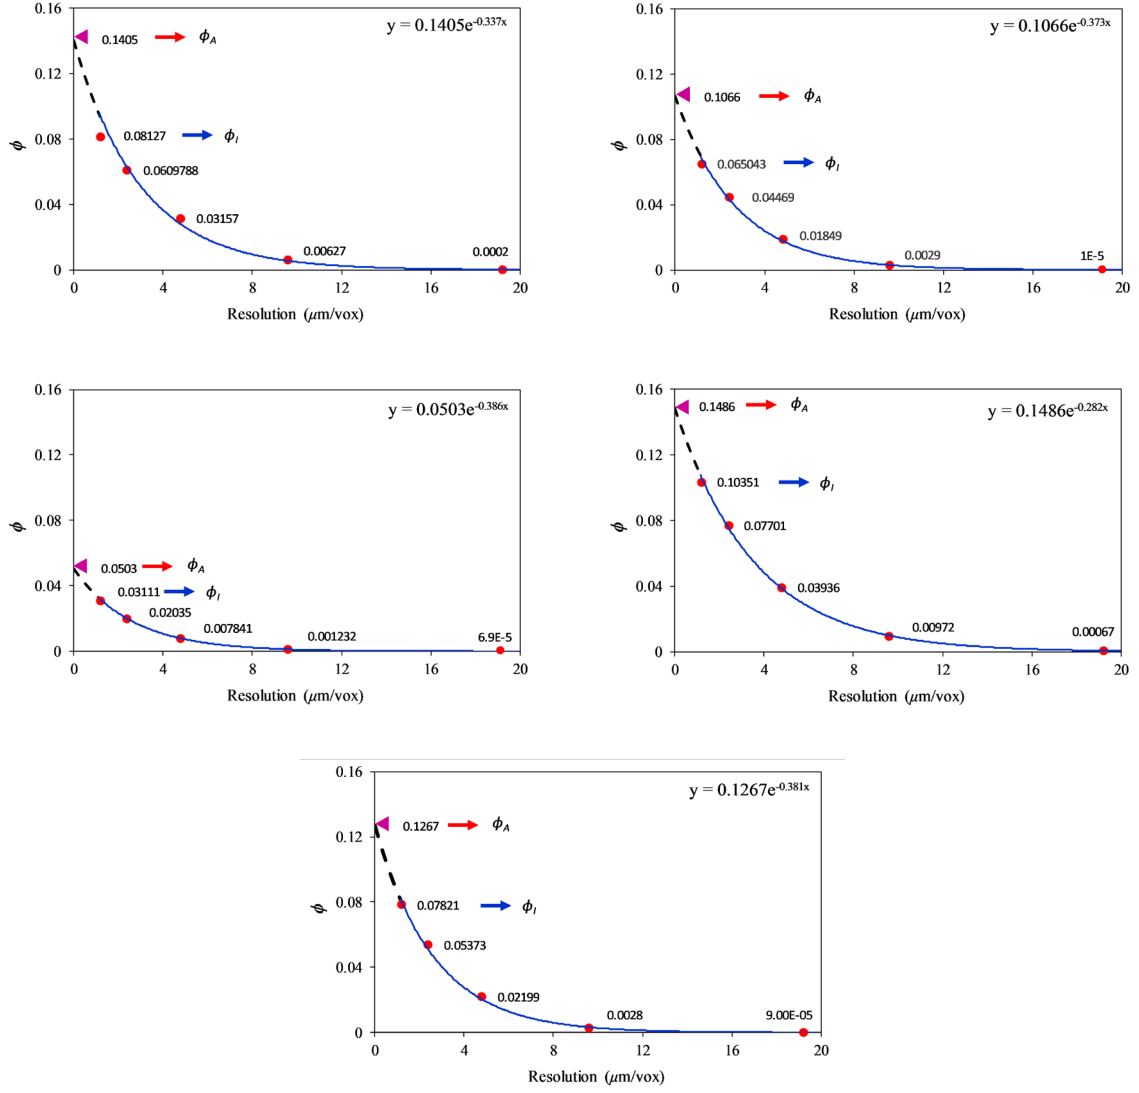 0.16
y = 0.1405e^-0.337x
0.1405 ϕA
0.12
0.08127 ϕI
0.08
0.0609788
ϕ
0.04
0.03157
0.00627
0.0002
0
0 4 8 12 16 20
Resolution (μm/vox)
0.16
y = 0.1066e^-0.373x
0.12
0.1066 ϕA
0.08
0.065043 ϕI
ϕ
0.04469
0.04
0.01849
0.0029
1E-5
0
0 4 8 12 16 20
Resolution (μm/vox)
0.16
y = 0.0503e^-0.386x
0.12
0.08
ϕ
0.0503 ϕA
0.04
0.03111 ϕI
0.02035
0.007841
0.001232
6.9E-5
0
0 4 8 12 16 20
Resolution (μm/vox)
0.16
y = 0.1486e^-0.282x
0.1486 ϕA
0.12
0.10351 ϕI
0.08
0.07701
ϕ
0.04
0.03936
0.00972
0.00067
0
0 4 8 12 16 20
Resolution (μm/vox)
0.16
y = 0.1267e^-0.381x
0.12
0.1267 ϕA
0.08
0.07821 ϕI
ϕ
0.05373
0.04
0.02199
0.0028
9.00E-05
0
0 4 8 12 16 20
Resolution (μm/vox)